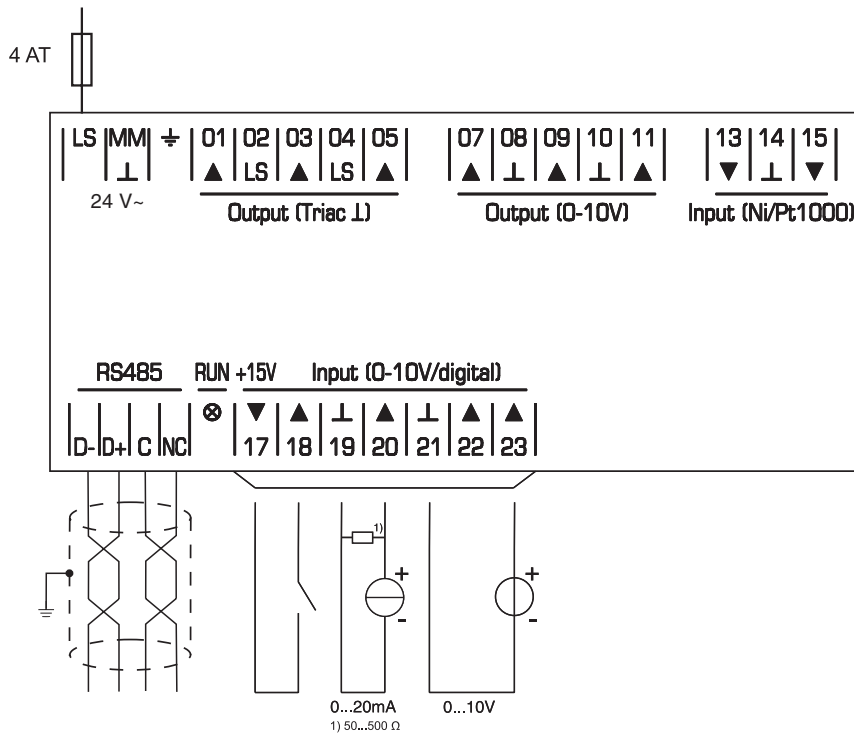 4 AT
LS MM ⏚ 01 02 03 04 05 07 08 09 10 11 13 14 15
⊥ ▲ LS ▲ LS ▲ ▲ ⊥ ▲ ⊥ ▲ ▼ ⊥ ▼
24 V~
Output (Triac ⊥) Output (0-10V) Input (Ni/Pt1000)
RS485 RUN +15V Input (0-10V/digital)
⊗ ▼ ▲ ⊥ ▲ ⊥ ▲ ▲
D- D+ C NC 17 18 19 20 21 22 23
1)
+ +
- -
0...20mA 0...10V
1) 50...500 Ω